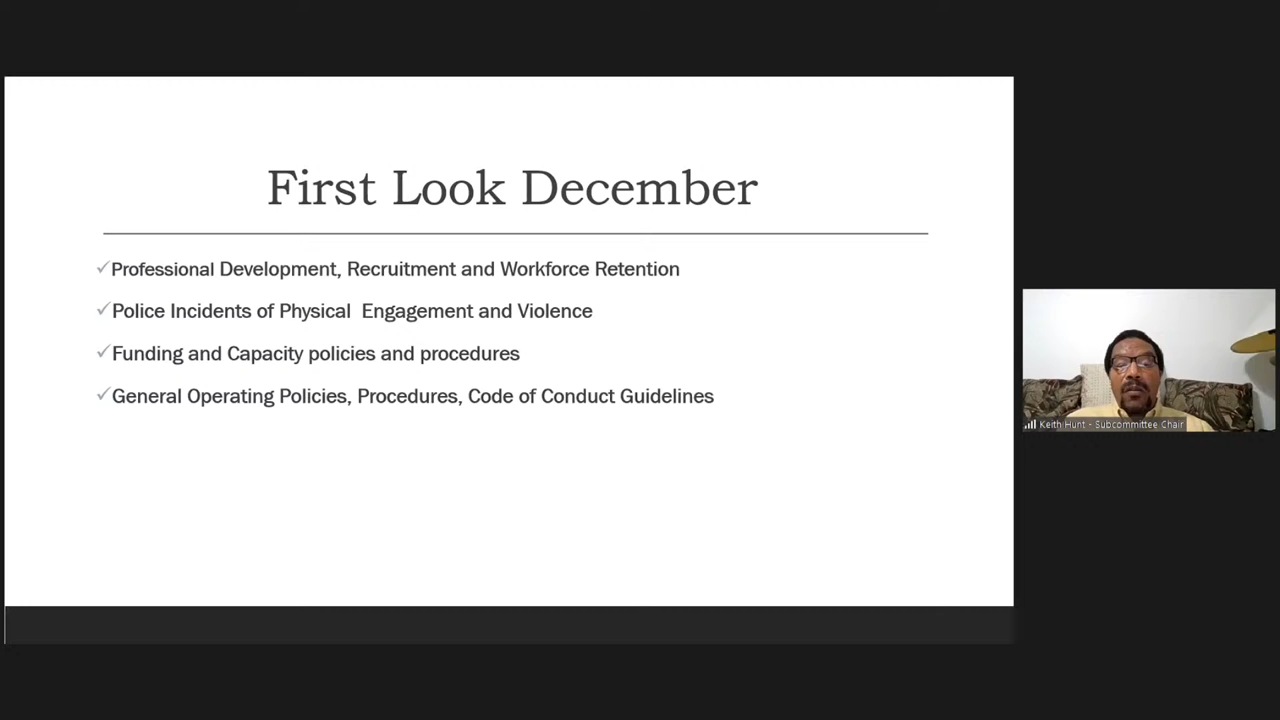 First Look December
✓Professional Development, Recruitment and Workforce Retention
✓Police Incidents of Physical  Engagement and Violence
✓Funding and Capacity policies and procedures
✓General Operating Policies, Procedures, Code of Conduct Guidelines
Keith Hunt - Subcommittee Chair